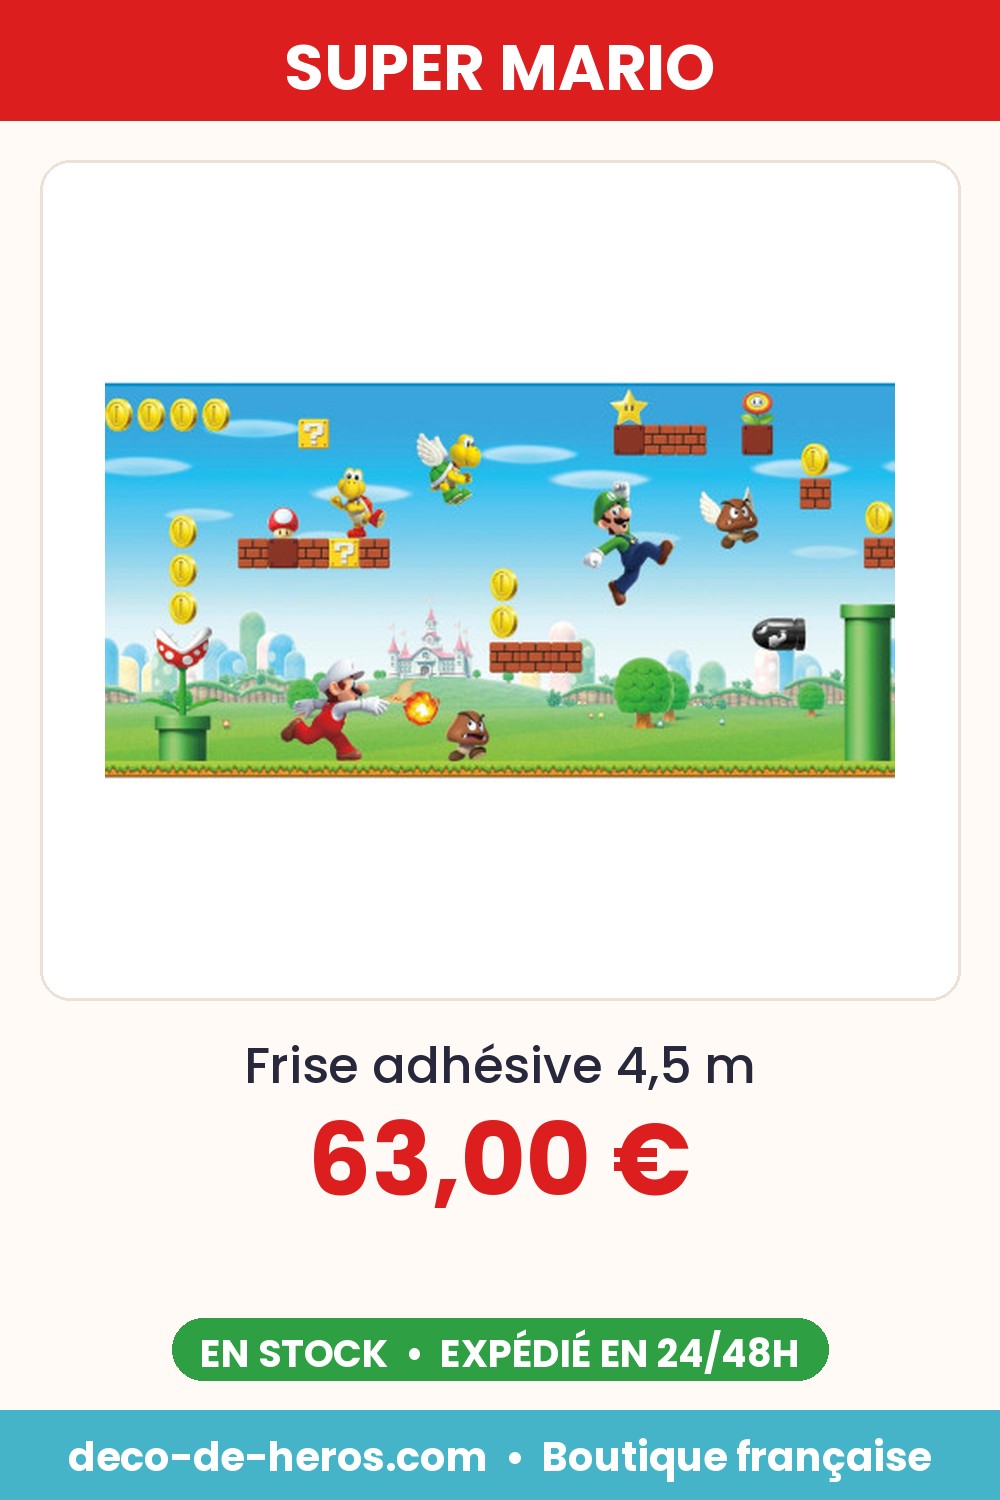 SUPER MARIO
?
?
Frise adhésive 4,5 m
63,00 €
EN STOCK • EXPÉDIÉ EN 24/48H
deco-de-heros.com • Boutique française